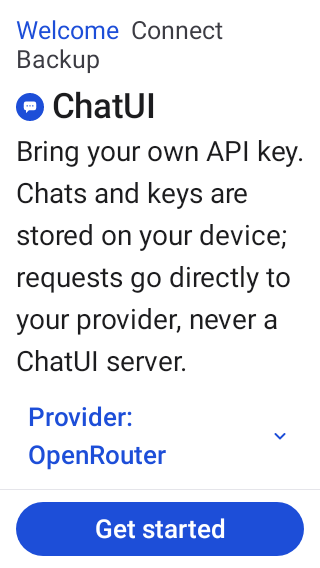 Welcome Connect
Backup
ChatUI
Bring your own API key.
Chats and keys are
stored on your device;
requests go directly to
your provider, never a
ChatUI server.
Provider:
OpenRouter
Get started